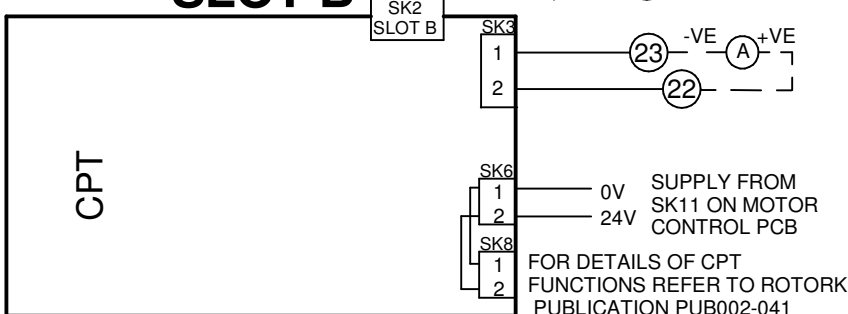 SLOT B
SK2
SLOT B
SK3
1
2
23
-VE
A
+VE
22
CPT
SK6
1
2
0V
24V
SUPPLY FROM
SK11 ON MOTOR
CONTROL PCB
SK8
1
2
FOR DETAILS OF CPT
FUNCTIONS REFER TO ROTORK
PUBLICATION PUB002-041